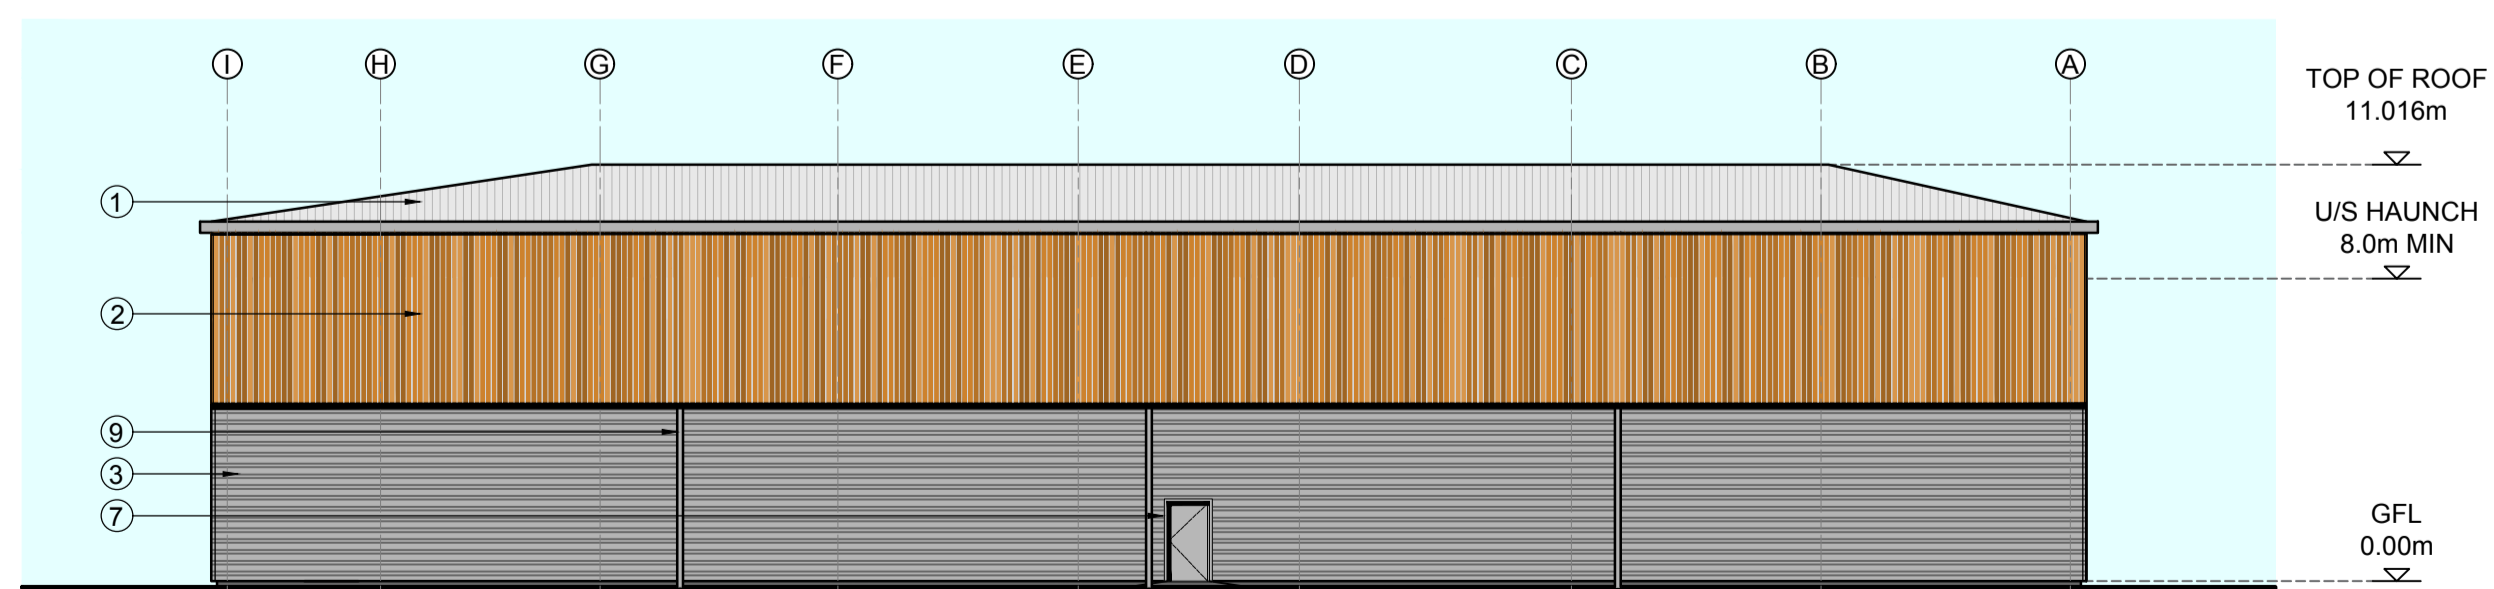 I H G F E D C B A
TOP OF ROOF
11.016m
1
U/S HAUNCH
8.0m MIN
2
9
3
7
GFL
0.00m